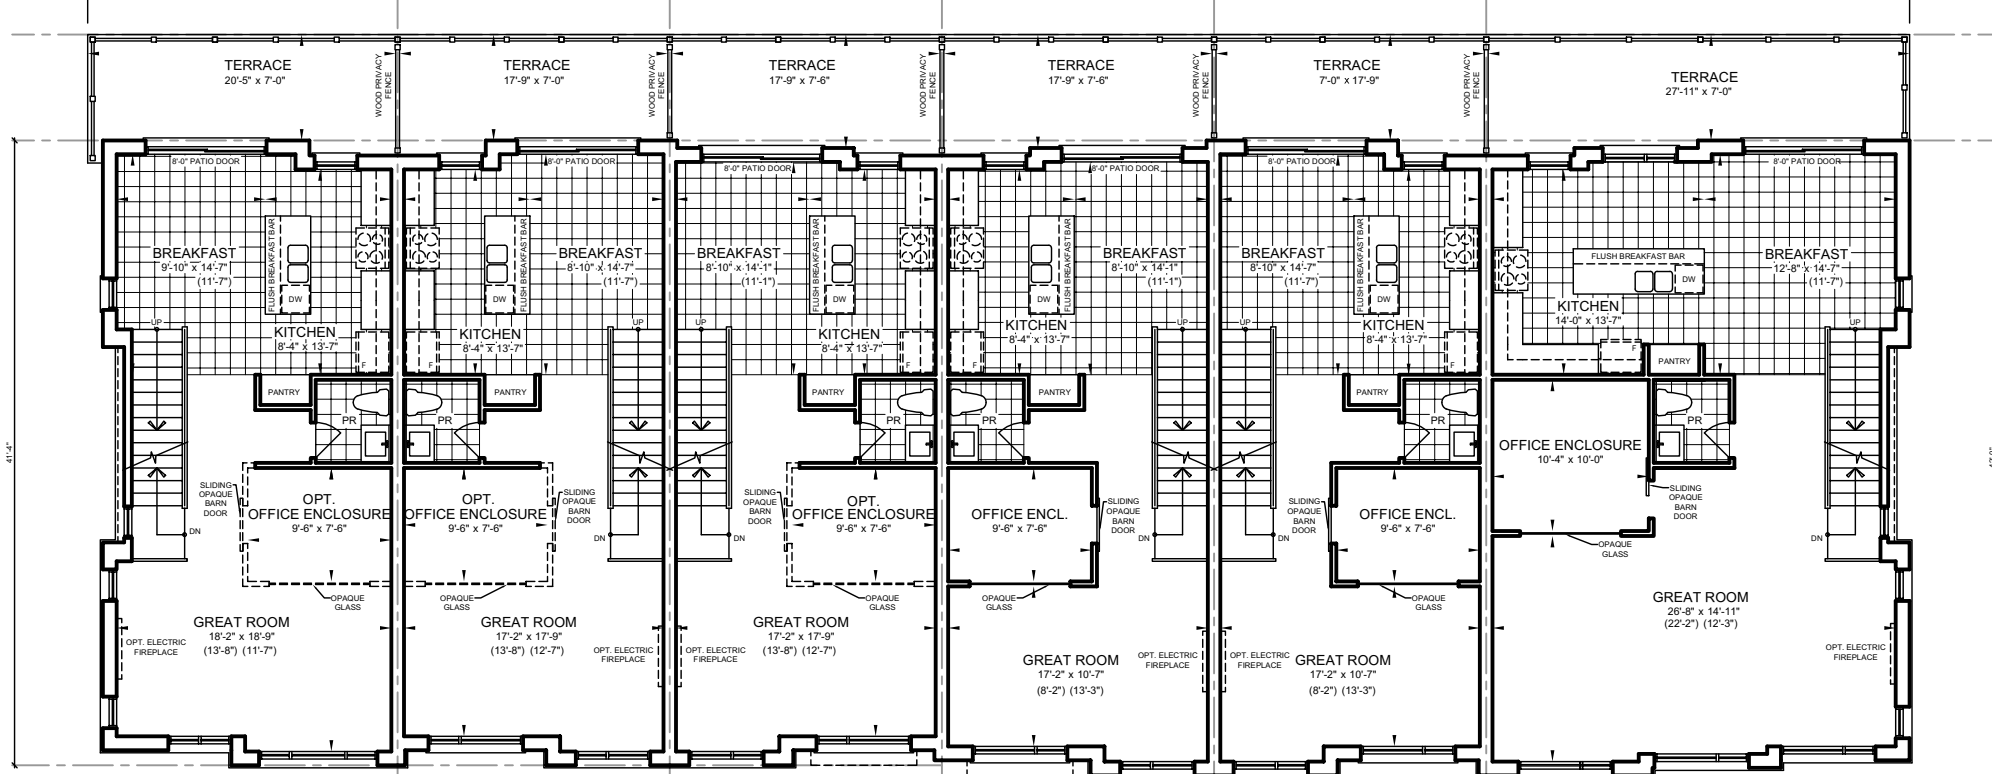 TERRACE
20'-5" x 7'-0"
WOOD PRIVACY
FENCE
TERRACE
17'-9" x 7'-0"
WOOD PRIVACY
FENCE
TERRACE
17'-9" x 7'-6"
WOOD PRIVACY
FENCE
TERRACE
17'-9" x 7'-6"
WOOD PRIVACY
FENCE
TERRACE
7'-0" x 17'-9"
WOOD PRIVACY
FENCE
TERRACE
27'-11" x 7'-0"
8'-0" PATIO DOOR
BREAKFAST
9'-10" x 14'-7"
(11'-7")
FLUSH BREAKFAST BAR
DW
KITCHEN
8'-4" x 13'-7"
UP
F
PANTRY
PR
SLIDING
OPAQUE
BARN
DOOR
OPT.
OFFICE ENCLOSURE
9'-6" x 7'-6"
DN
OPAQUE
GLASS
GREAT ROOM
18'-2" x 18'-9"
(13'-8") (11'-7")
OPT. ELECTRIC
FIREPLACE
41'-4"
8'-0" PATIO DOOR
BREAKFAST
8'-10" x 14'-7"
(11'-7")
FLUSH BREAKFAST BAR
DW
KITCHEN
8'-4" x 13'-7"
UP
F
PANTRY
PR
OPT.
OFFICE ENCLOSURE
9'-6" x 7'-6"
SLIDING
OPAQUE
BARN
DOOR
DN
OPAQUE
GLASS
GREAT ROOM
17'-2" x 17'-9"
(13'-8") (12'-7")
OPT. ELECTRIC
FIREPLACE
8'-0" PATIO DOOR
BREAKFAST
8'-10" x 14'-1"
(11'-1")
FLUSH BREAKFAST BAR
DW
KITCHEN
8'-4" x 13'-7"
UP
F
PANTRY
PR
SLIDING
OPAQUE
BARN
DOOR
OPT.
OFFICE ENCLOSURE
9'-6" x 7'-6"
DN
OPAQUE
GLASS
GREAT ROOM
17'-2" x 17'-9"
(13'-8") (12'-7")
OPT. ELECTRIC
FIREPLACE
8'-0" PATIO DOOR
BREAKFAST
8'-10" x 14'-1"
(11'-1")
FLUSH BREAKFAST BAR
DW
KITCHEN
8'-4" x 13'-7"
UP
F
PANTRY
PR
OFFICE ENCL.
9'-6" x 7'-6"
SLIDING
OPAQUE
BARN
DOOR
DN
OPAQUE
GLASS
GREAT ROOM
17'-2" x 10'-7"
(8'-2") (13'-3")
OPT. ELECTRIC
FIREPLACE
8'-0" PATIO DOOR
BREAKFAST
8'-10" x 14'-7"
(11'-7")
FLUSH BREAKFAST BAR
DW
KITCHEN
8'-4" x 13'-7"
UP
F
PANTRY
PR
SLIDING
OPAQUE
BARN
DOOR
OFFICE ENCL.
9'-6" x 7'-6"
DN
OPAQUE
GLASS
GREAT ROOM
17'-2" x 10'-7"
(8'-2") (13'-3")
OPT. ELECTRIC
FIREPLACE
8'-0" PATIO DOOR
BREAKFAST
12'-8" x 14'-7"
(11'-7")
FLUSH BREAKFAST BAR
DW
KITCHEN
14'-0" x 13'-7"
UP
F
PANTRY
PR
OFFICE ENCLOSURE
10'-4" x 10'-0"
SLIDING
OPAQUE
BARN
DOOR
DN
OPAQUE
GLASS
GREAT ROOM
26'-8" x 14'-11"
(22'-2") (12'-3")
OPT. ELECTRIC
FIREPLACE